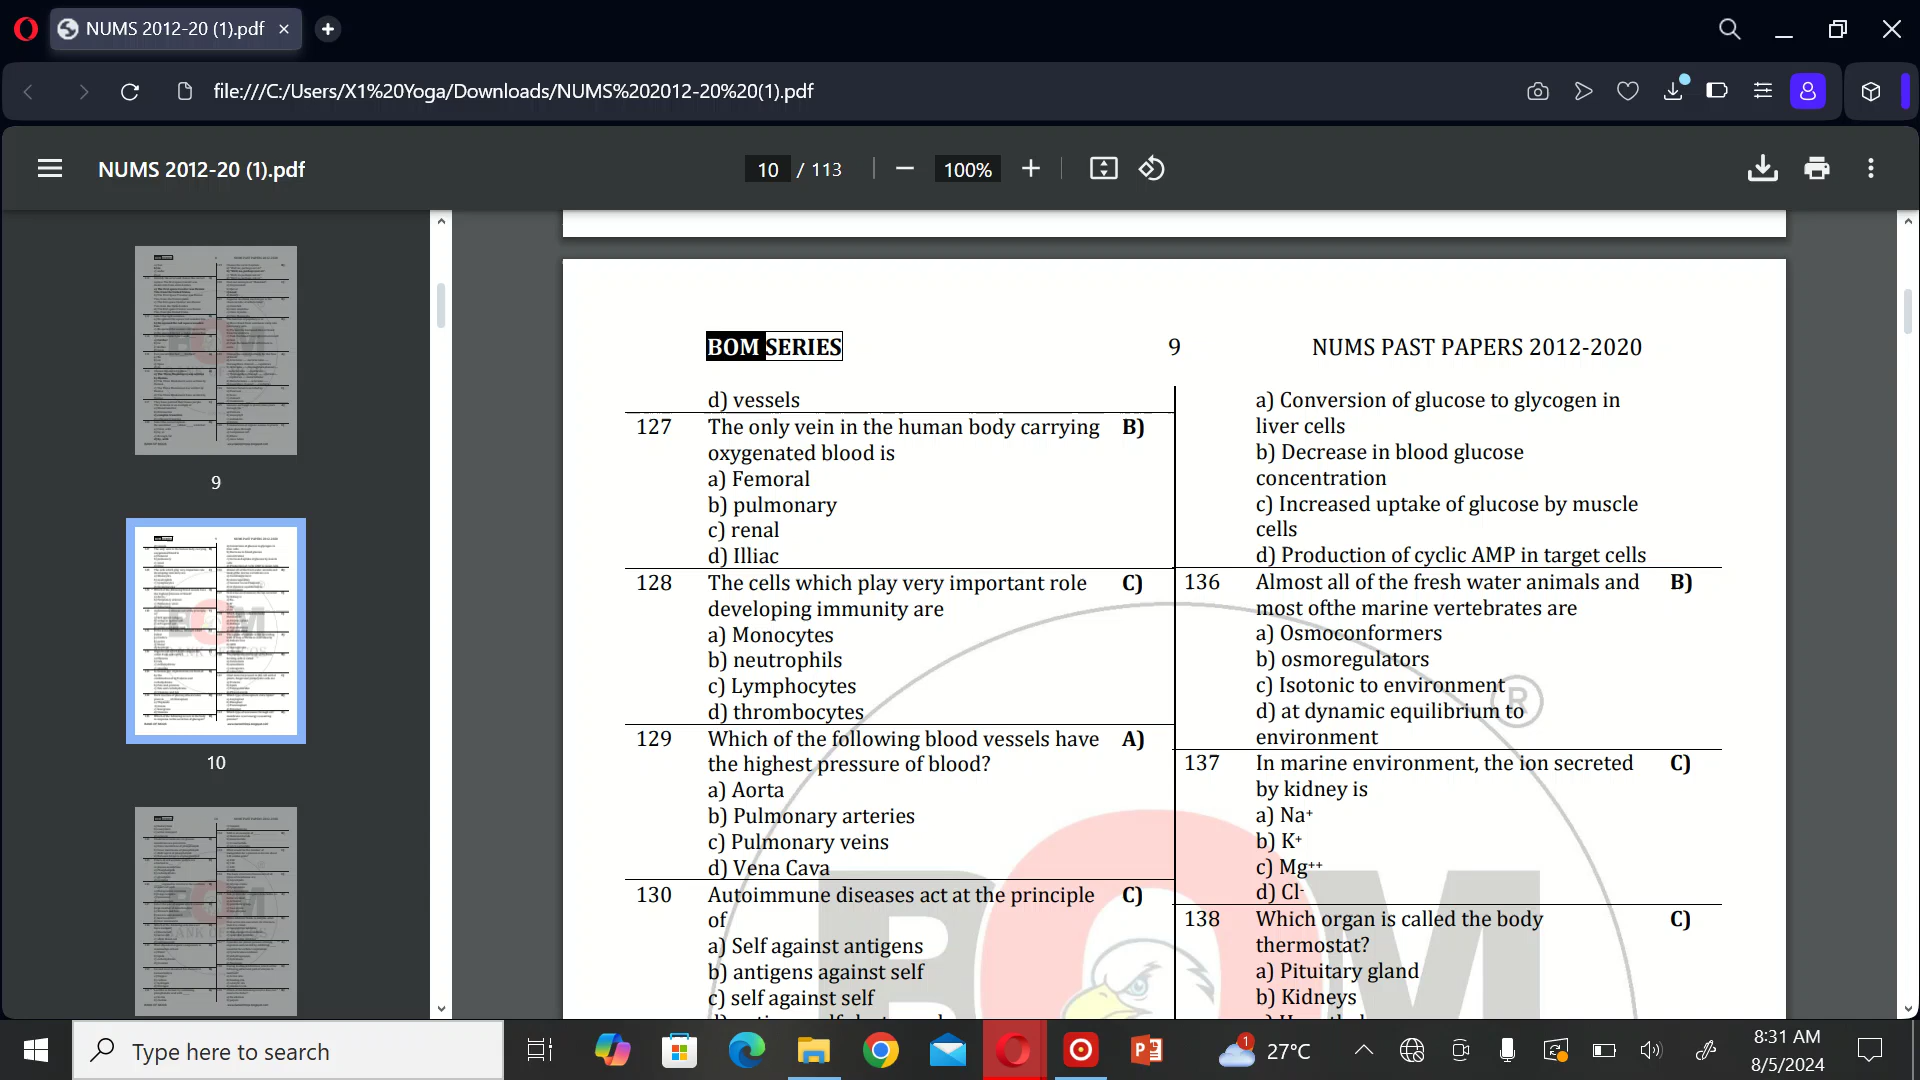 NUMS 2012-20 (1).pdf
file:///C:/Users/X1%20Yoga/Downloads/NUMS%202012-20%20(1).pdf
NUMS 2012-20 (1).pdf
10 / 113
100%
9
10
BOM SERIES
9
NUMS PAST PAPERS 2012-2020
d) vessels
127 The only vein in the human body carrying B)
oxygenated blood is
a) Femoral
b) pulmonary
c) renal
d) Illiac
128 The cells which play very important role C)
developing immunity are
a) Monocytes
b) neutrophils
c) Lymphocytes
d) thrombocytes
129 Which of the following blood vessels have A)
the highest pressure of blood?
a) Aorta
b) Pulmonary arteries
c) Pulmonary veins
d) Vena Cava
130 Autoimmune diseases act at the principle C)
of
a) Self against antigens
b) antigens against self
c) self against self
a) Conversion of glucose to glycogen in
liver cells
b) Decrease in blood glucose
concentration
c) Increased uptake of glucose by muscle
cells
d) Production of cyclic AMP in target cells
136 Almost all of the fresh water animals and B)
most ofthe marine vertebrates are
a) Osmoconformers
b) osmoregulators
c) Isotonic to environment
d) at dynamic equilibrium to
environment
137 In marine environment, the ion secreted C)
by kidney is
a) Na⁺
b) K⁺
c) Mg⁺⁺
d) Cl⁻
138 Which organ is called the body C)
thermostat?
a) Pituitary gland
b) Kidneys
BOM
®
Type here to search
1
27°C
8:31 AM
8/5/2024